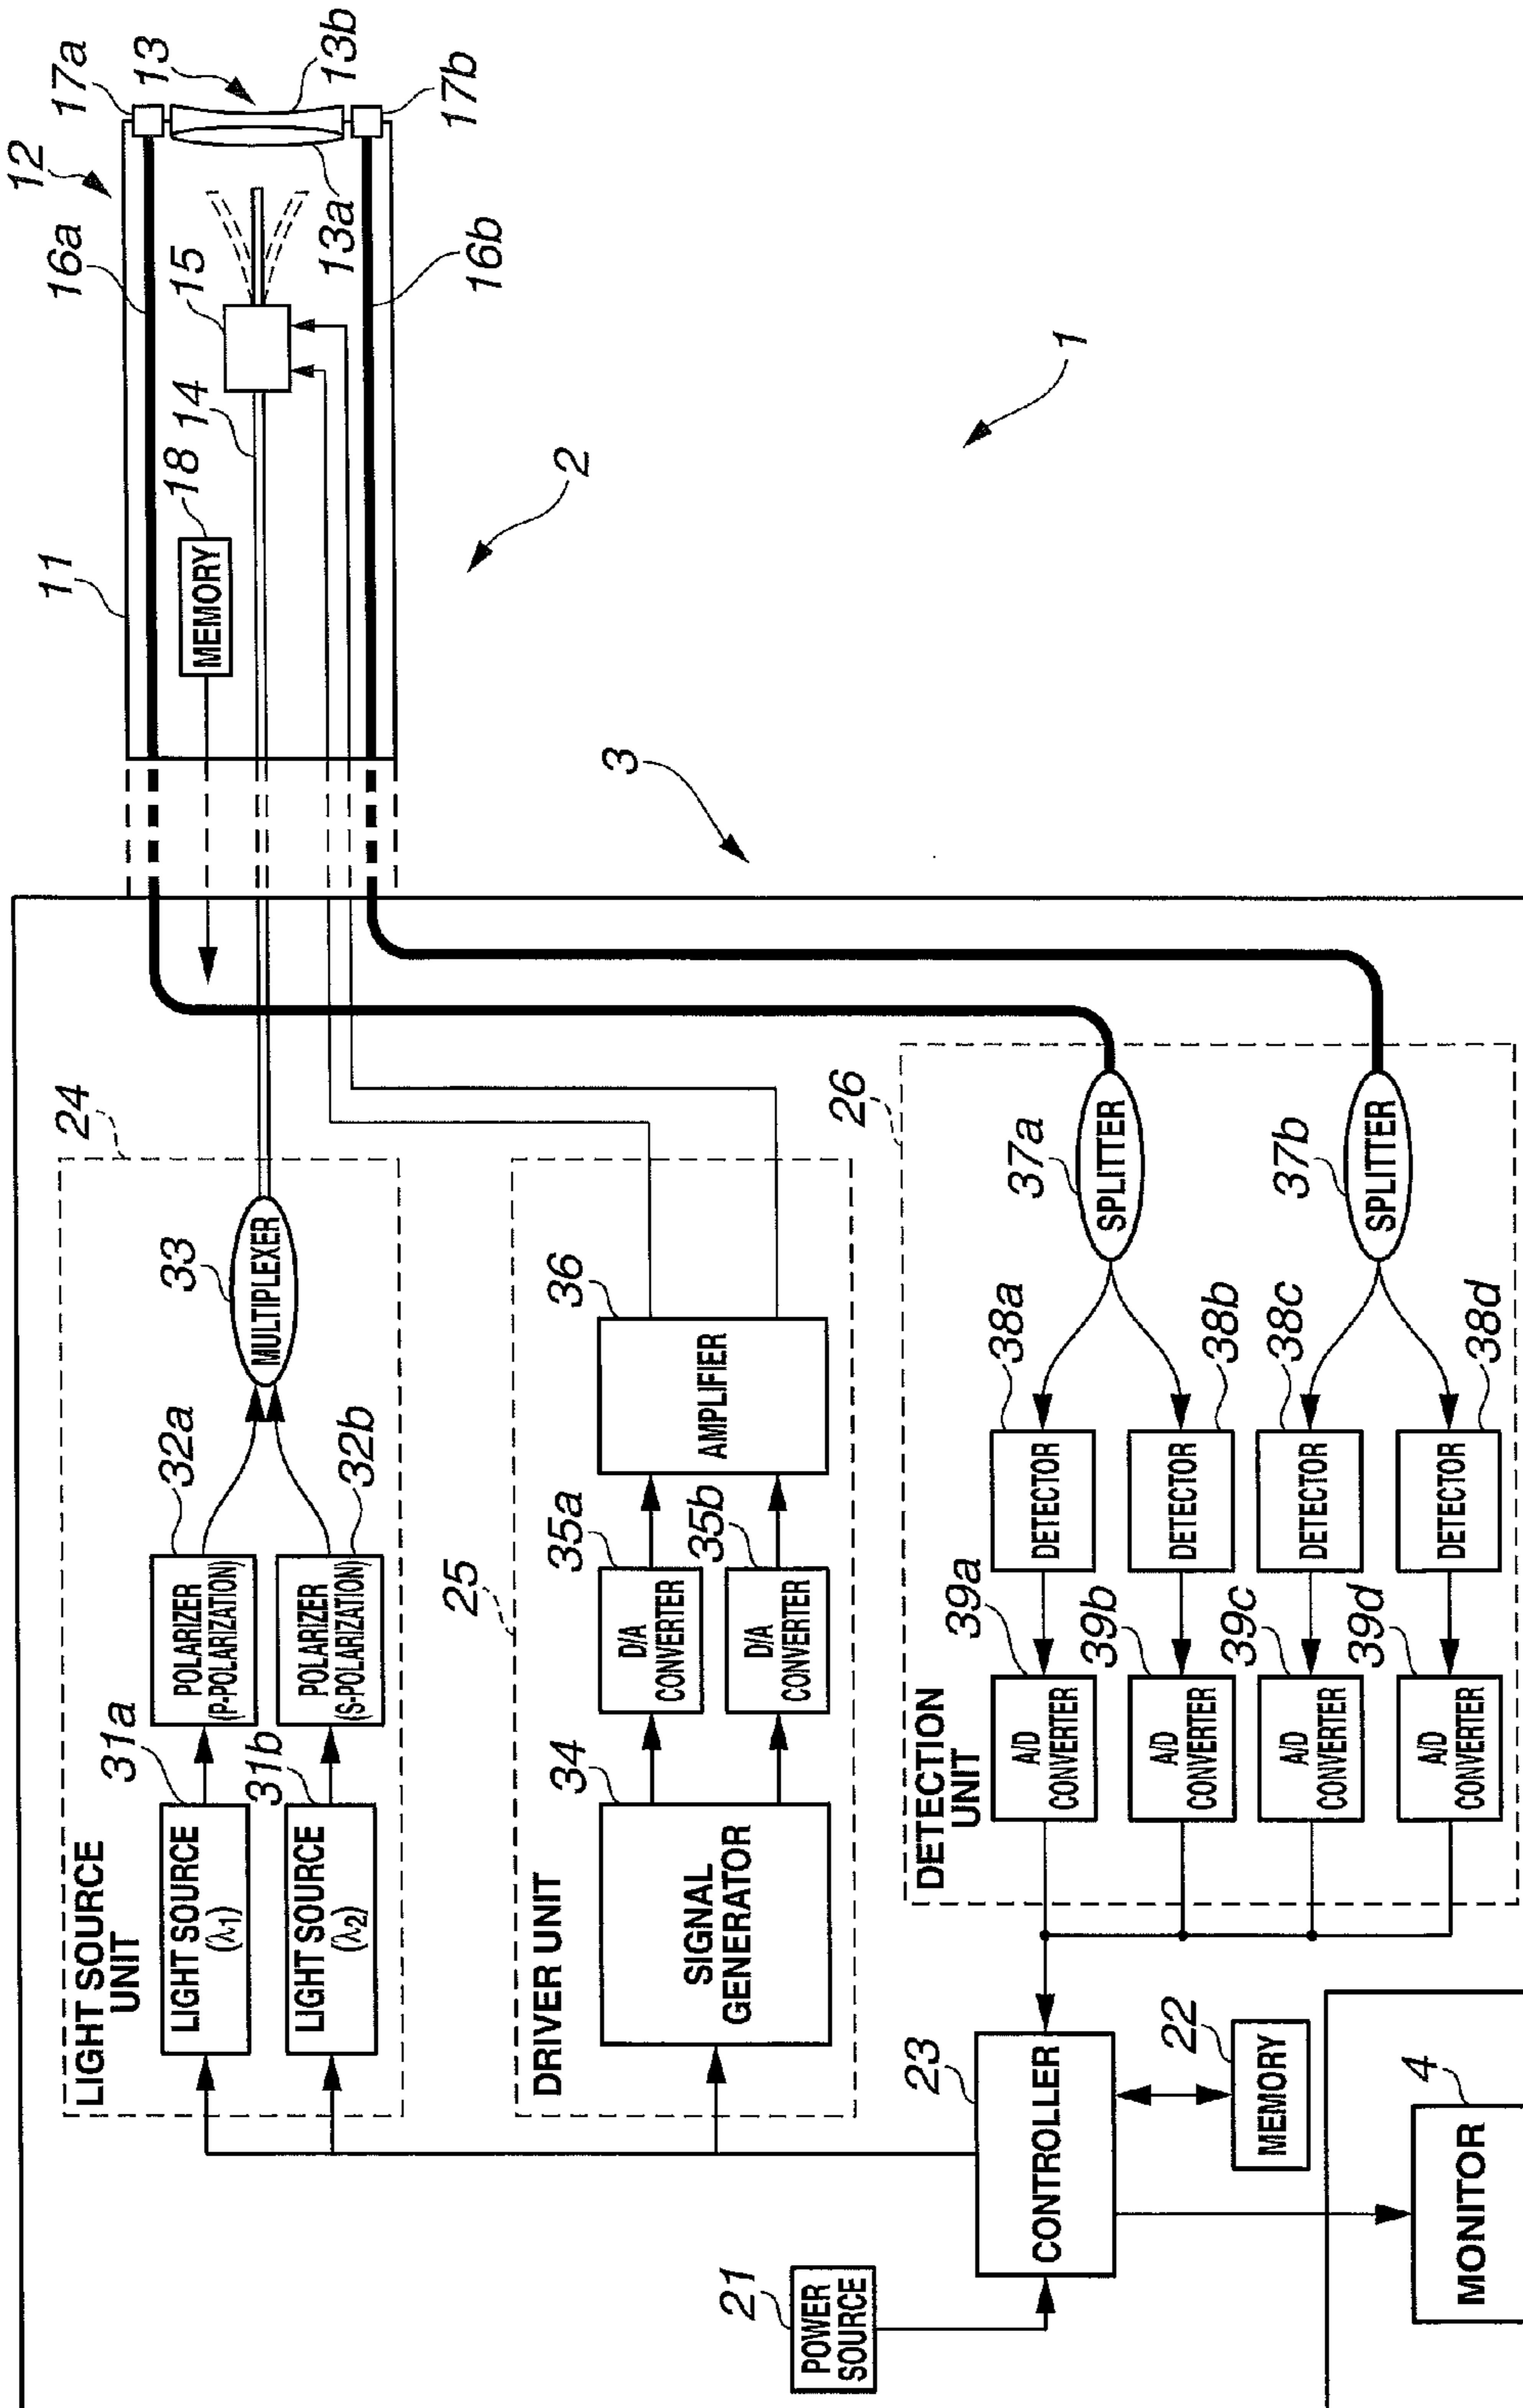 11
12
16a
17a
13
13b
17b
13a
15
14
18
MEMORY
16b
2
1
3
LIGHT SOURCE
UNIT
24
31a
LIGHT SOURCE
(λ1)
32a
POLARIZER
(P-POLARIZATION)
33
MULTIPLEXER
31b
LIGHT SOURCE
(λ2)
POLARIZER
(S-POLARIZATION)
32b
DRIVER UNIT
25
34
SIGNAL
GENERATOR
35a
D/A
CONVERTER
36
AMPLIFIER
35b
D/A
CONVERTER
DETECTION
UNIT
26
39a
A/D
CONVERTER
38a
DETECTOR
37a
SPLITTER
39b
A/D
CONVERTER
DETECTOR
38b
39c
A/D
CONVERTER
38c
DETECTOR
37b
SPLITTER
39d
A/D
CONVERTER
DETECTOR
38d
21
POWER
SOURCE
23
CONTROLLER
22
MEMORY
4
MONITOR